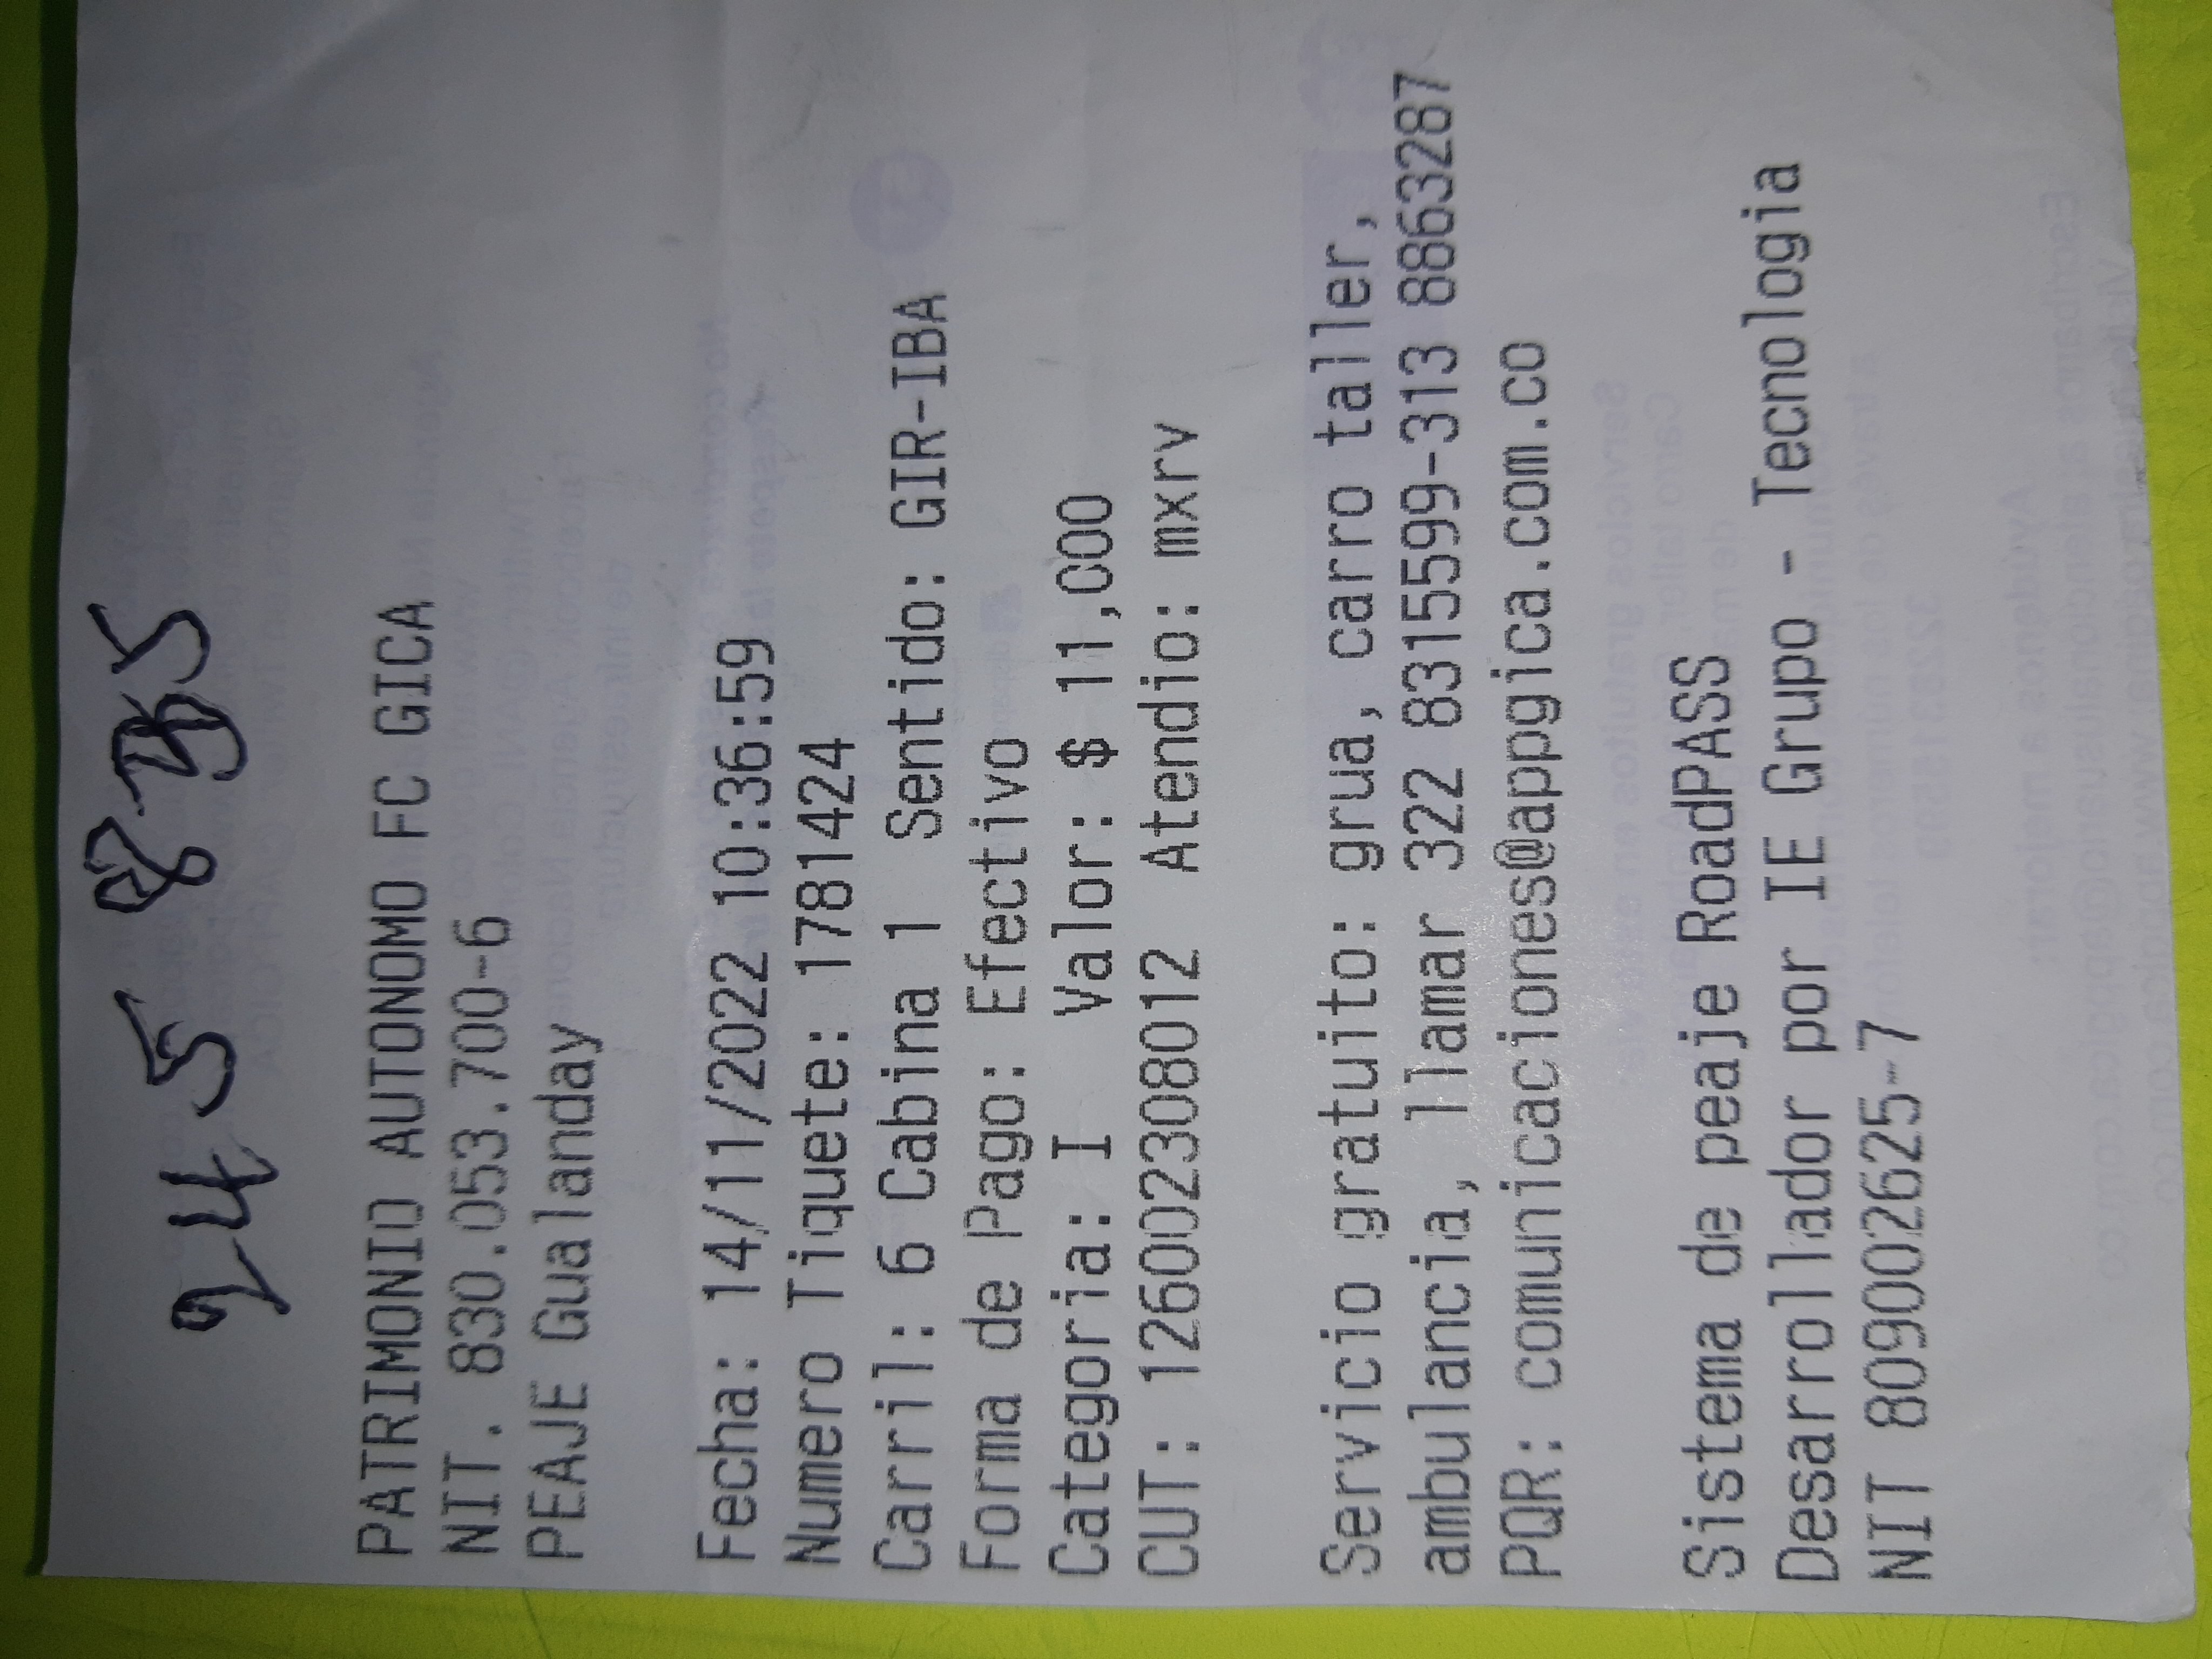 245
PATRIMONIO AUTONOMO FC GICA
NIT. 830.053.700-6
PEAJE Gualanday
Fecha: 14/11/2022 10:36:59
Numero Tiquete: 1781424
Carril: 6 Cabina 1 Sentido: GIR-IBA
Forma de Pago: Efectivo
Categoria: I Valor: $ 11,000
CUT: 126002308012 Atendio: mxrv
Servicio gratuito: grua, carro taller,
ambulancia, llamar 322 8315599-313 8863287
PQR: comunicaciones@appgica.com.co
Sistema de peaje RoadPASS
Desarrollador por IE Grupo - Tecnologia
NIT 809002625-7